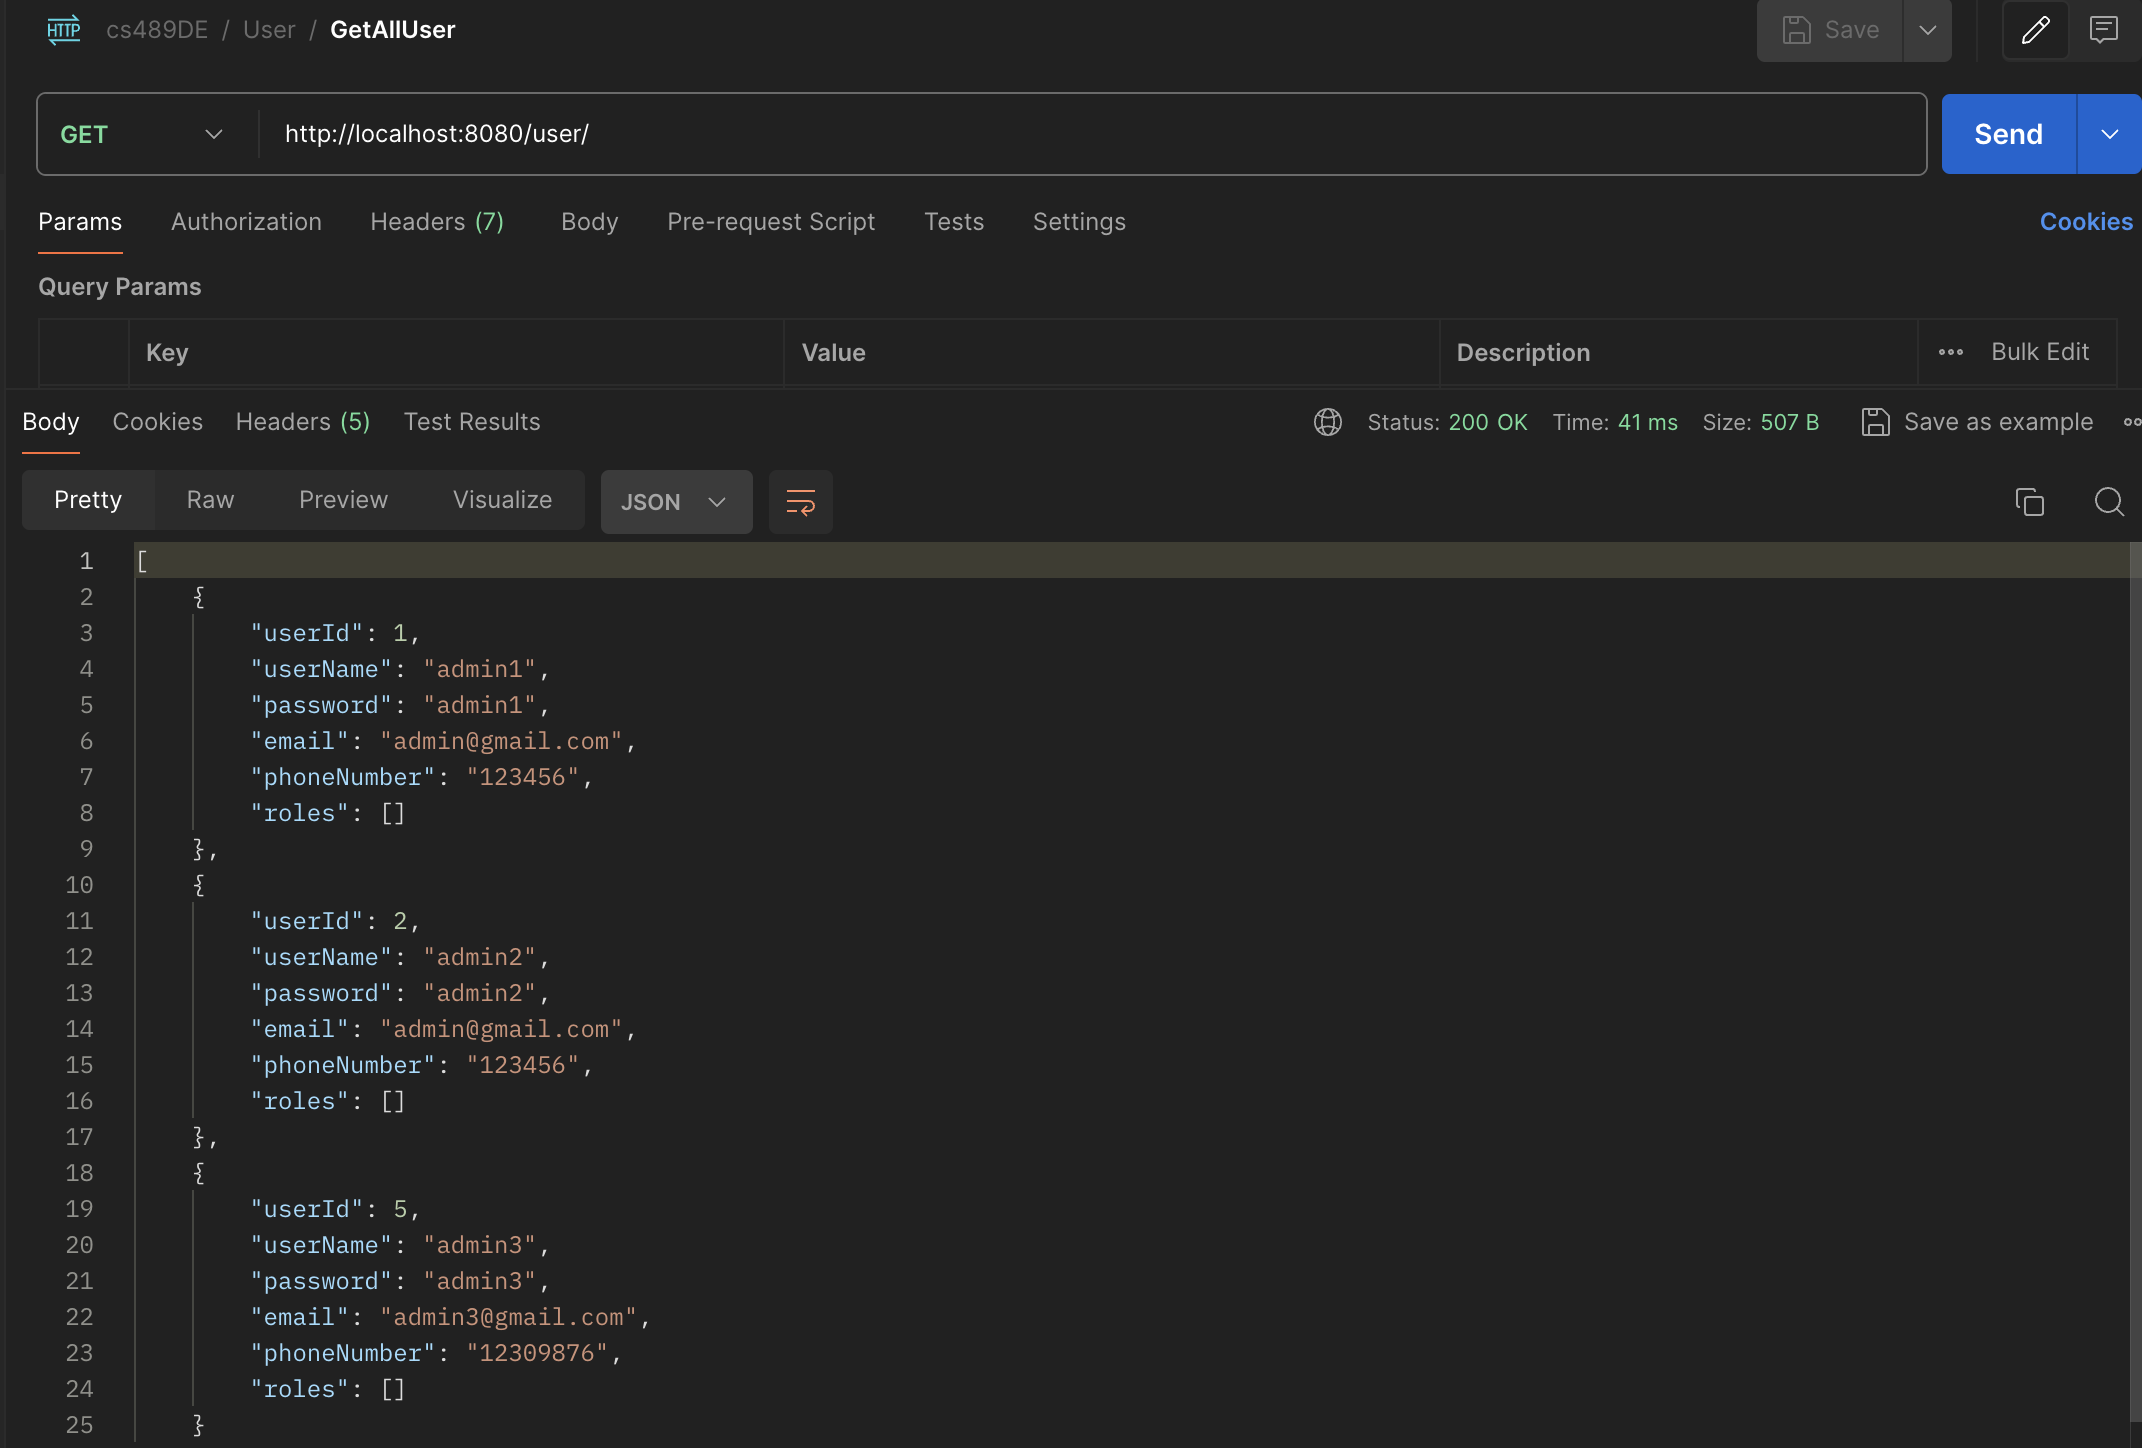 HTTP cs489DE / User / GetAllUser Save
GET http://localhost:8080/user/ Send
Params Authorization Headers (7) Body Pre-request Script Tests Settings Cookies
Query Params
Key Value Description Bulk Edit
Body Cookies Headers (5) Test Results Status: 200 OK Time: 41 ms Size: 507 B Save as example
Pretty Raw Preview Visualize JSON
1 [
2 {
3 "userId": 1,
4 "userName": "admin1",
5 "password": "admin1",
6 "email": "admin@gmail.com",
7 "phoneNumber": "123456",
8 "roles": []
9 },
10 {
11 "userId": 2,
12 "userName": "admin2",
13 "password": "admin2",
14 "email": "admin@gmail.com",
15 "phoneNumber": "123456",
16 "roles": []
17 },
18 {
19 "userId": 5,
20 "userName": "admin3",
21 "password": "admin3",
22 "email": "admin3@gmail.com",
23 "phoneNumber": "12309876",
24 "roles": []
25 }